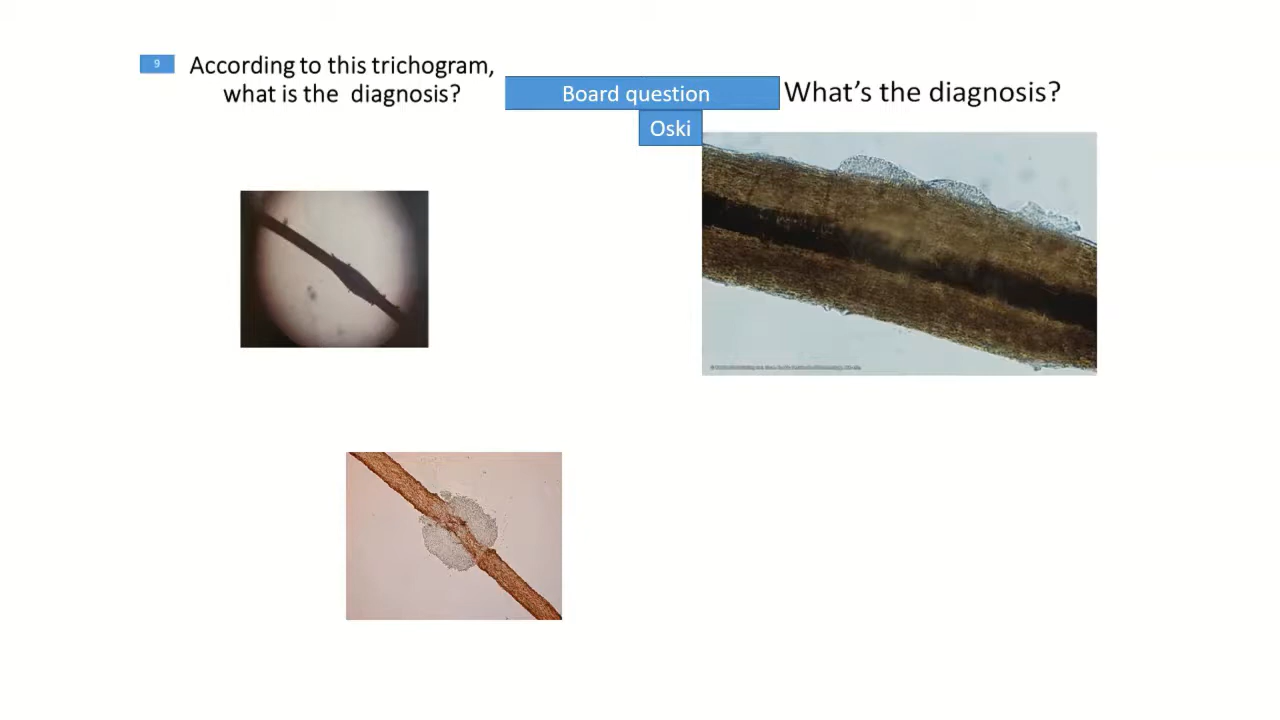 9
According to this trichogram,
what is the diagnosis?
Board question
Oski
What's the diagnosis?